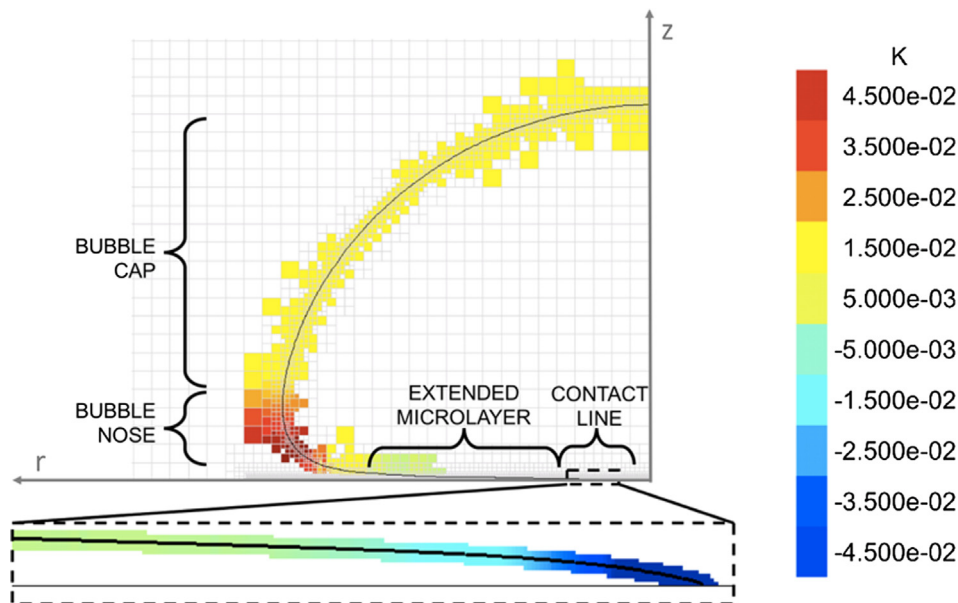 z
K
4.500e-02
3.500e-02
2.500e-02
1.500e-02
5.000e-03
-5.000e-03
-1.500e-02
-2.500e-02
-3.500e-02
-4.500e-02
BUBBLE
CAP
BUBBLE
NOSE
EXTENDED
MICROLAYER
CONTACT
LINE
r